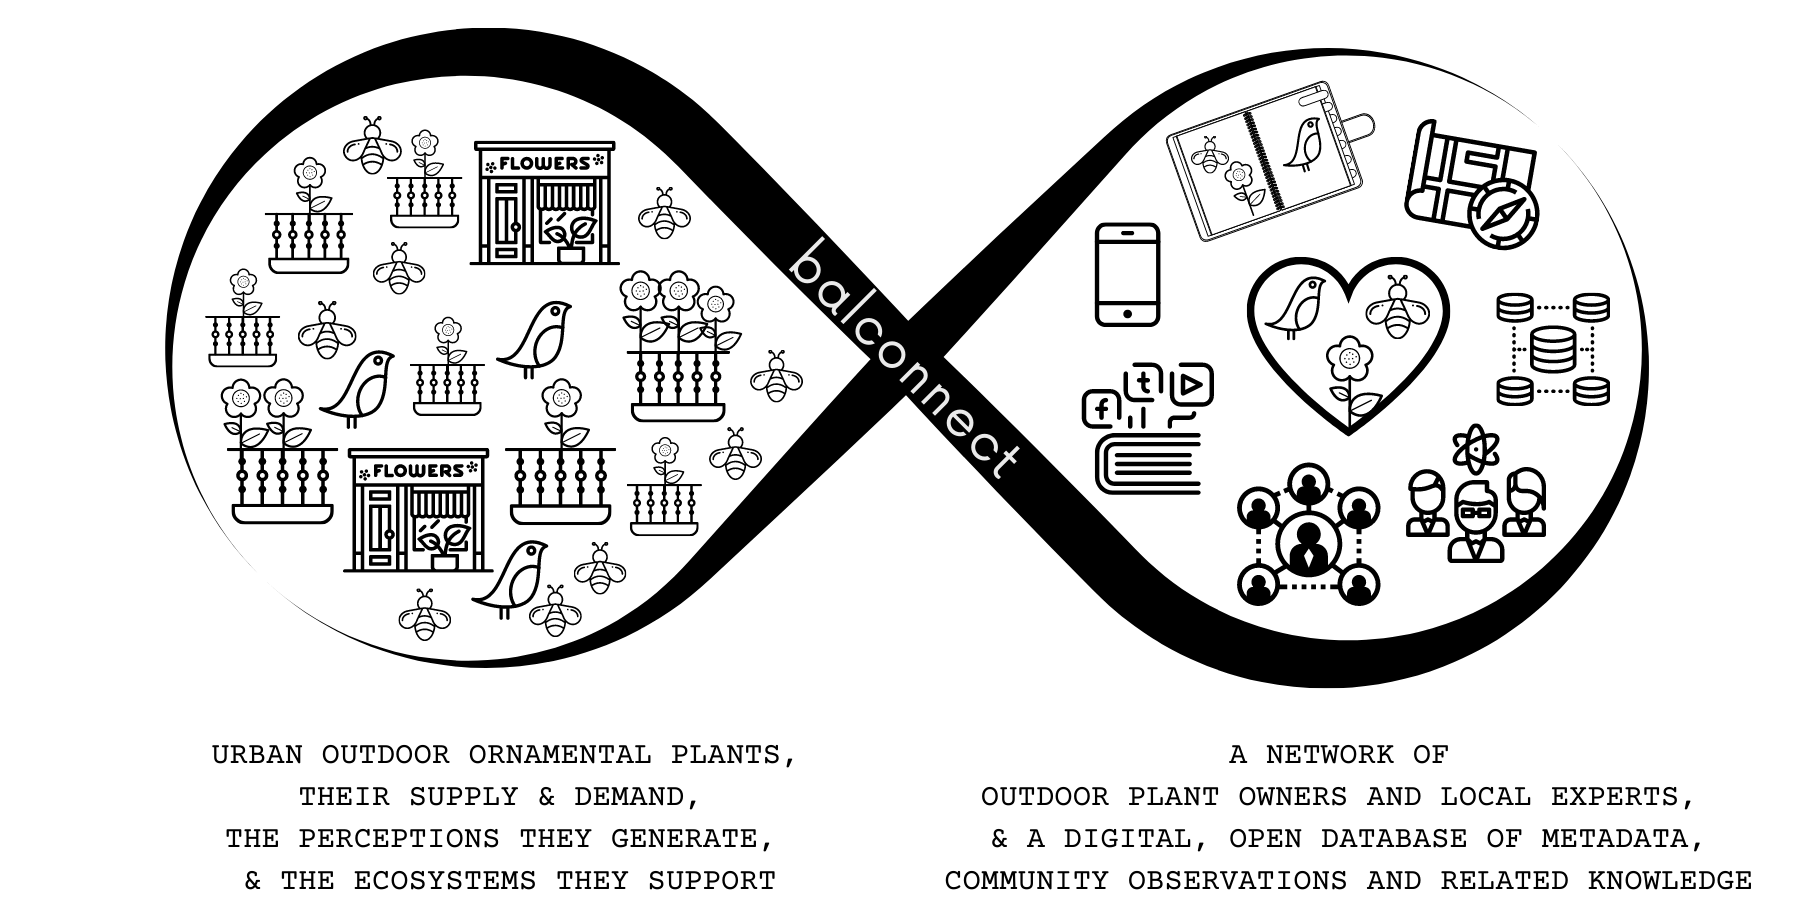 FLOWERS
FLOWERS
balconnect
f
t
URBAN OUTDOOR ORNAMENTAL PLANTS,
THEIR SUPPLY & DEMAND,
THE PERCEPTIONS THEY GENERATE,
& THE ECOSYSTEMS THEY SUPPORT
A NETWORK OF
OUTDOOR PLANT OWNERS AND LOCAL EXPERTS,
& A DIGITAL, OPEN DATABASE OF METADATA,
COMMUNITY OBSERVATIONS AND RELATED KNOWLEDGE